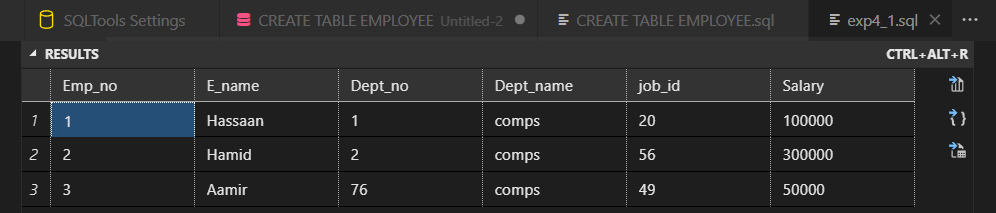 SQLTools Settings CREATE TABLE EMPLOYEE Untitled-2 CREATE TABLE EMPLOYEE.sql exp4_1.sql
RESULTS CTRL+ALT+R
Emp_no E_name Dept_no Dept_name job_id Salary
1 1 Hassaan 1 comps 20 100000
2 2 Hamid 2 comps 56 300000
3 3 Aamir 76 comps 49 50000